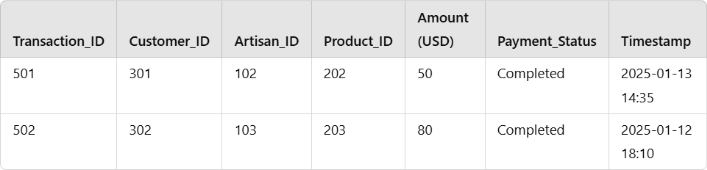 Transaction_ID Customer_ID Artisan_ID Product_ID Amount (USD) Payment_Status Timestamp
501 301 102 202 50 Completed 2025-01-13 14:35
502 302 103 203 80 Completed 2025-01-12 18:10